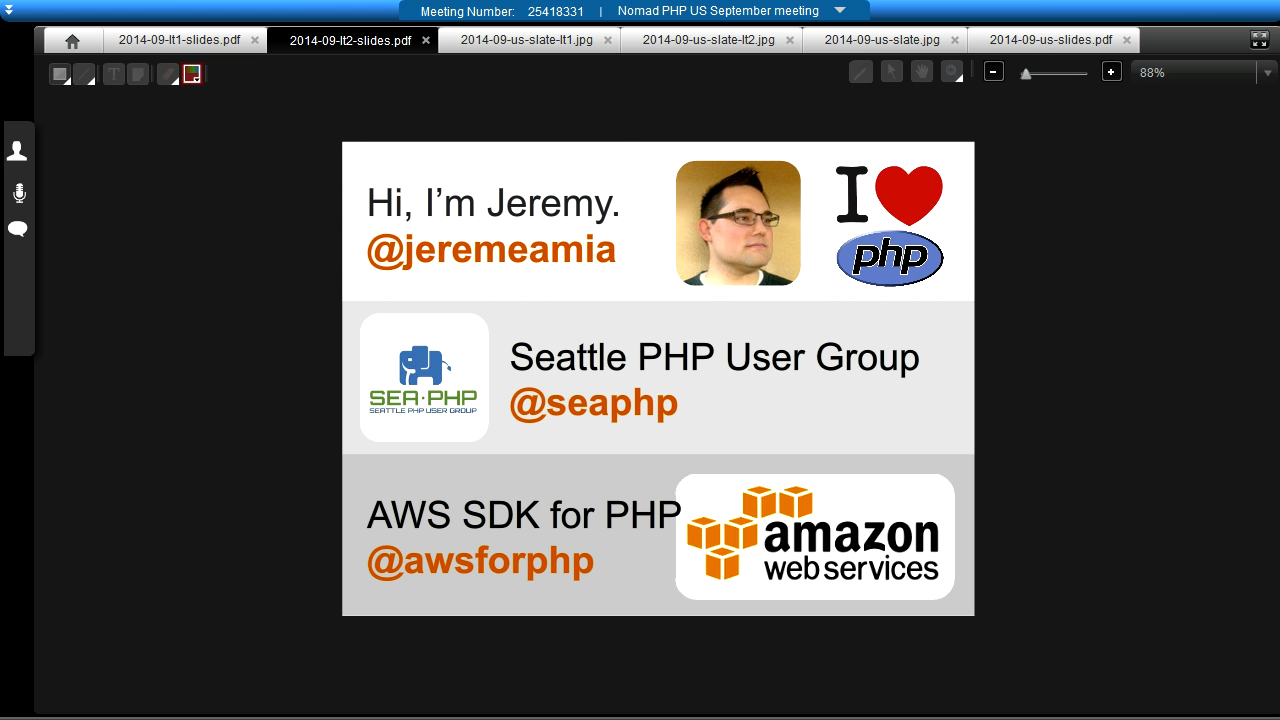 Meeting Number: 25418331 | Nomad PHP US September meeting
2014-09-lt1-slides.pdf 2014-09-lt2-slides.pdf 2014-09-us-slate-lt1.jpg 2014-09-us-slate-lt2.jpg 2014-09-us-slate.jpg 2014-09-us-slides.pdf
T
88%
Hi, I'm Jeremy.
@jeremeamia
I
php
SEA·PHP
SEATTLE PHP USER GROUP
Seattle PHP User Group
@seaphp
AWS SDK for PHP
@awsforphp
amazon
web services